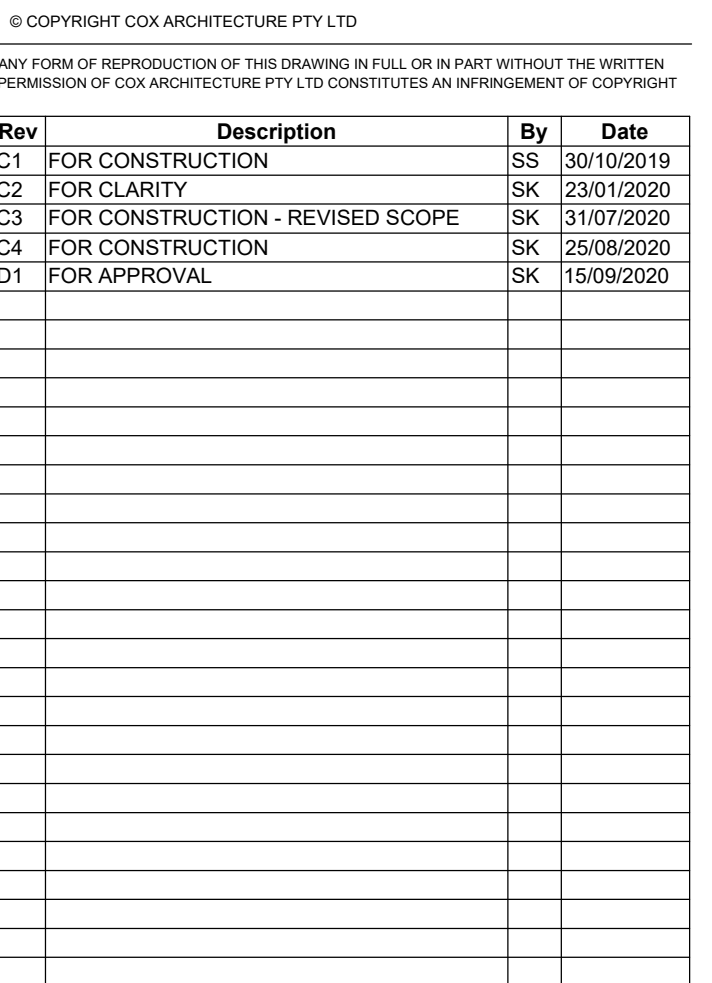 © COPYRIGHT COX ARCHITECTURE PTY LTD
ANY FORM OF REPRODUCTION OF THIS DRAWING IN FULL OR IN PART WITHOUT THE WRITTEN
PERMISSION OF COX ARCHITECTURE PTY LTD CONSTITUTES AN INFRINGEMENT OF COPYRIGHT
Rev Description By Date
C1 FOR CONSTRUCTION SS 30/10/2019
C2 FOR CLARITY SK 23/01/2020
C3 FOR CONSTRUCTION - REVISED SCOPE SK 31/07/2020
C4 FOR CONSTRUCTION SK 25/08/2020
D1 FOR APPROVAL SK 15/09/2020